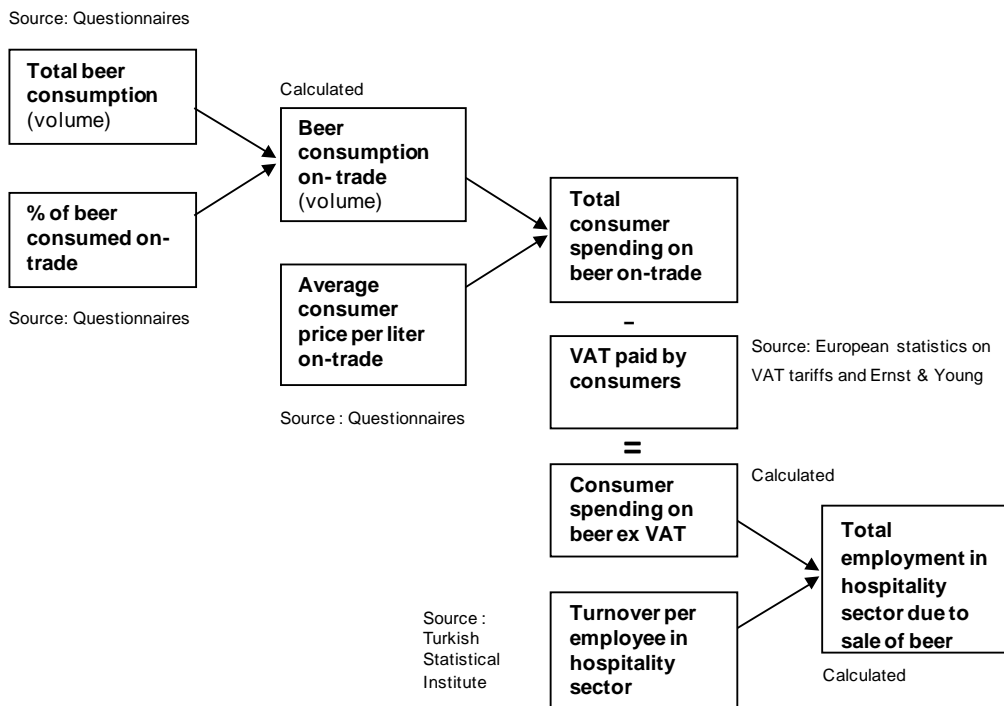 Source: Questionnaires
Total beer
consumption
(volume)
Calculated
Beer
consumption
on- trade
(volume)
% of beer
consumed on-
trade
Source: Questionnaires
Average
consumer
price per liter
on-trade
Source : Questionnaires
Total
consumer
spending on
beer on-trade
-
VAT paid by
consumers
Source: European statistics on
VAT tariffs and Ernst & Young
=
Consumer
spending on
beer ex VAT
Calculated
Source :
Turkish
Statistical
Institute
Turnover per
employee in
hospitality
sector
Total
employment in
hospitality
sector due to
sale of beer
Calculated